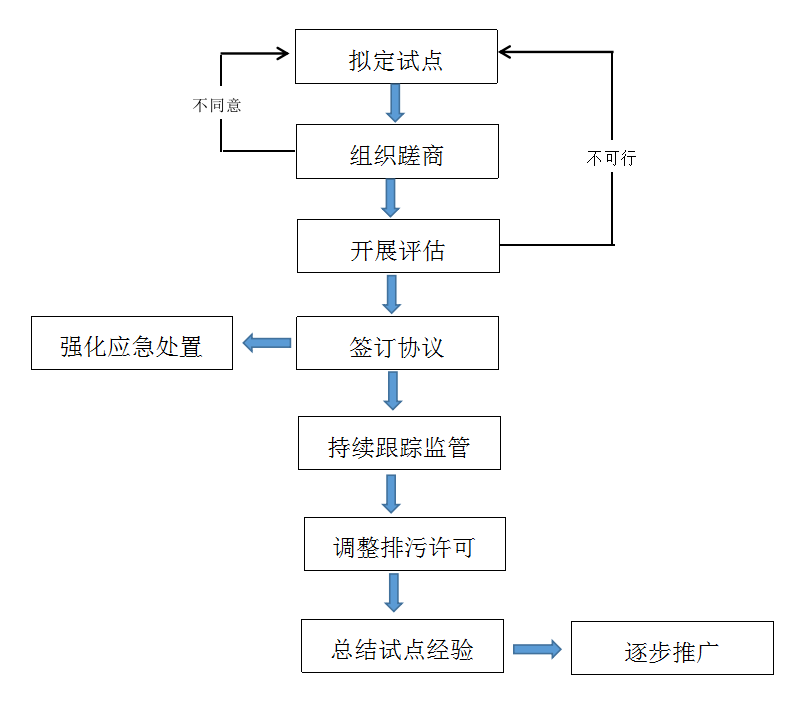 拟定试点
不同意
组织蹉商
不可行
开展评估
强化应急处置
签订协议
持续跟踪监管
调整排污许可
总结试点经验
逐步推广